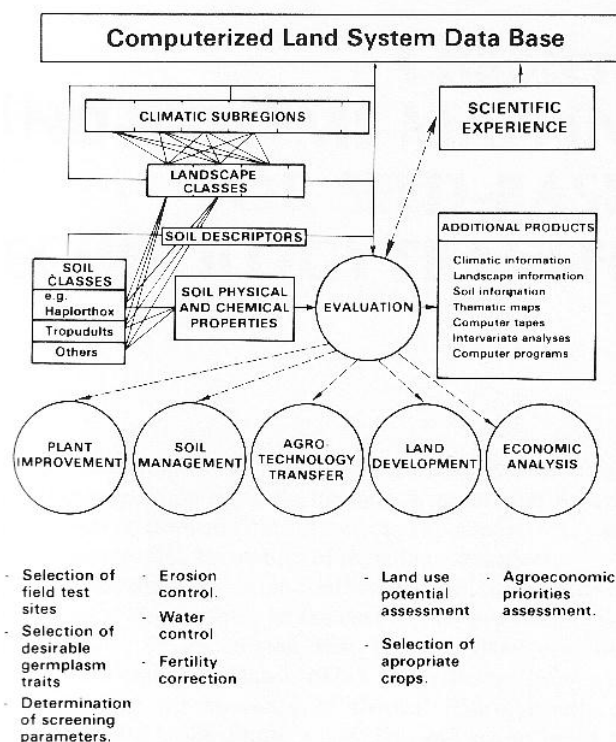 Computerized Land System Data Base
CLIMATIC SUBREGIONS
SCIENTIFIC
EXPERIENCE
LANDSCAPE
CLASSES
SOIL DESCRIPTORS
SOIL
CLASSES
e.g.
Haplorthox
Tropudults
Others
SOIL PHYSICAL
AND CHEMICAL
PROPERTIES
EVALUATION
ADDITIONAL PRODUCTS
Climatic information
Landscape information
Soil information
Thematic maps
Computer tapes
Intervariate analyses
Computer programs
PLANT
IMPROVEMENT
SOIL
MANAGEMENT
AGRO-
TECHNOLOGY
TRANSFER
LAND
DEVELOPMENT
ECONOMIC
ANALYSIS
- Selection of
field test
sites
- Selection of
desirable
germplasm
traits
- Determination
of screening
parameters.
- Erosion
control.
- Water
control
- Fertility
correction
- Land use
potential
assessment
- Selection of
apropriate
crops.
- Agroeconomic
priorities
assessment.